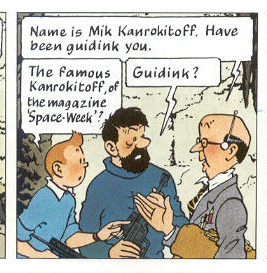 Name is Mik Kanrokitoff. Have
been guidink you.
The famous
Kanrokitoff, of
the magazine
'Space-Week'?
Guidink?